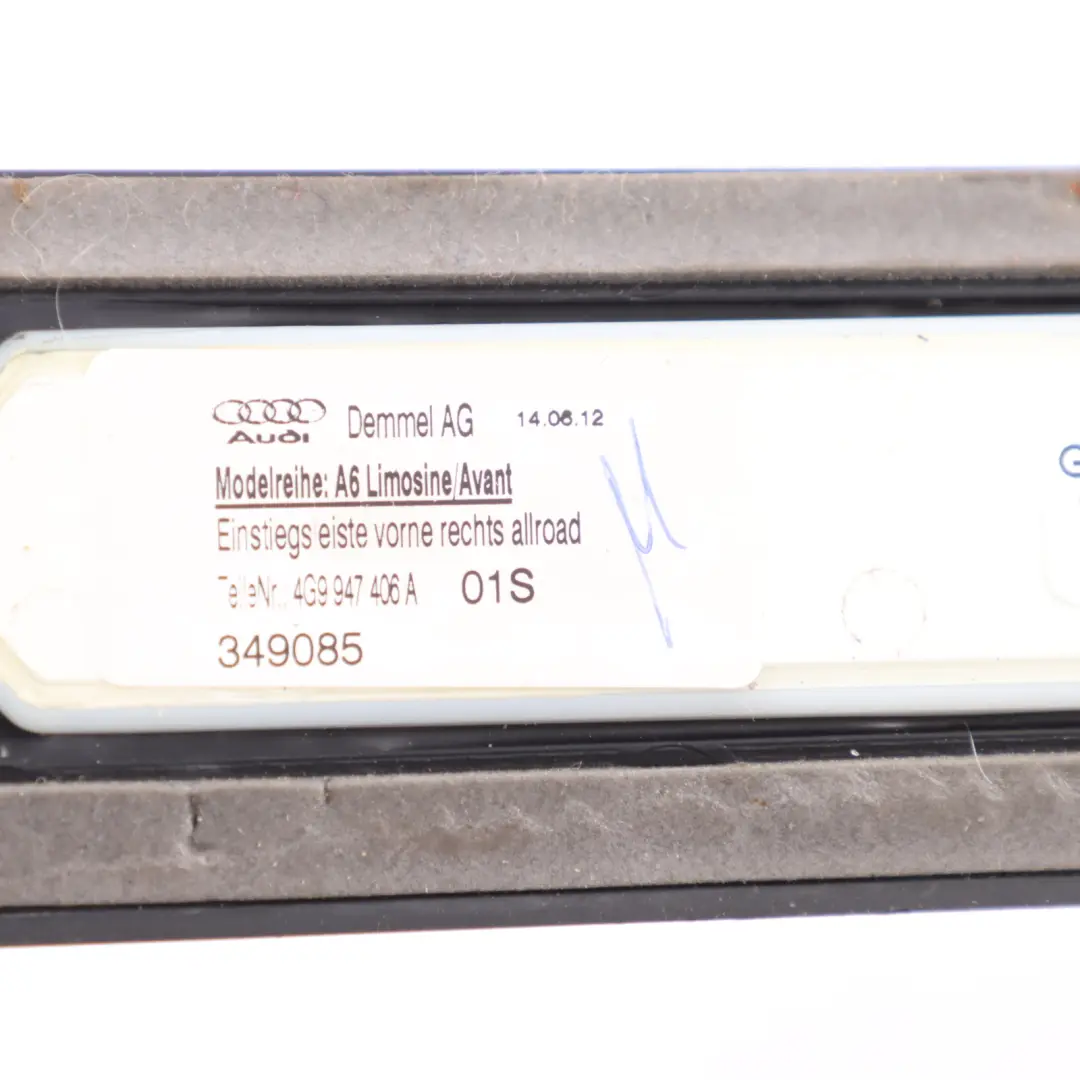 Audi Demmel AG 14.06.12
Modelreihe: A6 Limosine/Avant
Einstiegs eiste vorne rechts allroad
TeileNr.: 4G9 947 406 A 01S
349085
G